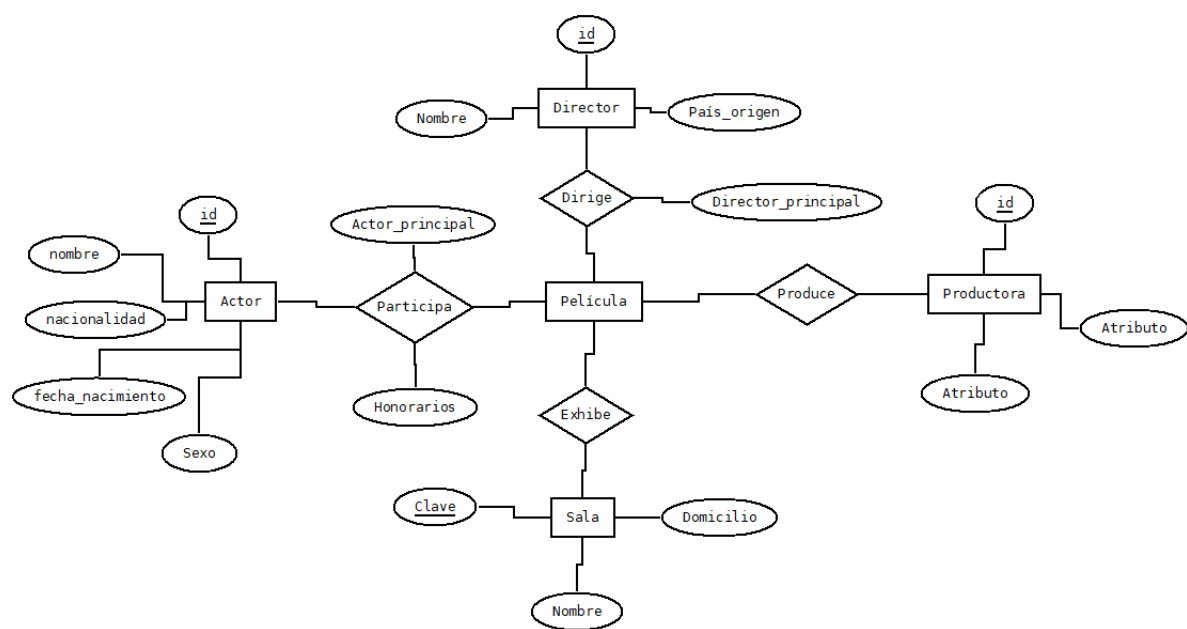 id
Director
Nombre
País_origen
Dirige
Director_principal
id
id
Actor_principal
nombre
Actor
nacionalidad
Participa
Película
Produce
Productora
Atributo
fecha_nacimiento
Honorarios
Exhibe
Atributo
Sexo
Clave
Sala
Domicilio
Nombre